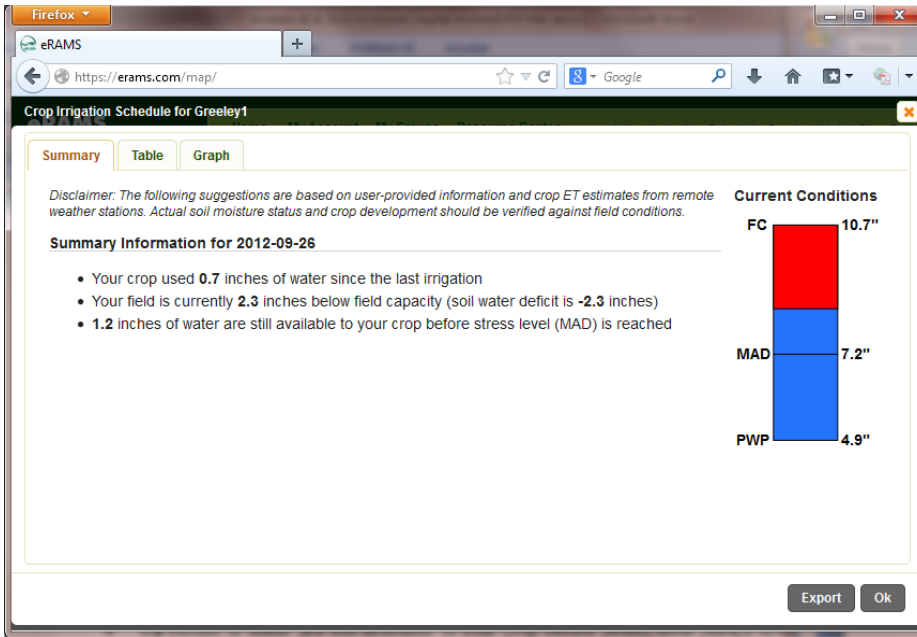 Firefox
eRAMS
https://erams.com/map/
Google
Crop Irrigation Schedule for Greeley1
Summary Table Graph
Disclaimer: The following suggestions are based on user-provided information and crop ET estimates from remote
weather stations. Actual soil moisture status and crop development should be verified against field conditions.
Summary Information for 2012-09-26
• Your crop used 0.7 inches of water since the last irrigation
• Your field is currently 2.3 inches below field capacity (soil water deficit is -2.3 inches)
• 1.2 inches of water are still available to your crop before stress level (MAD) is reached
Current Conditions
FC 10.7"
MAD 7.2"
PWP 4.9"
Export Ok